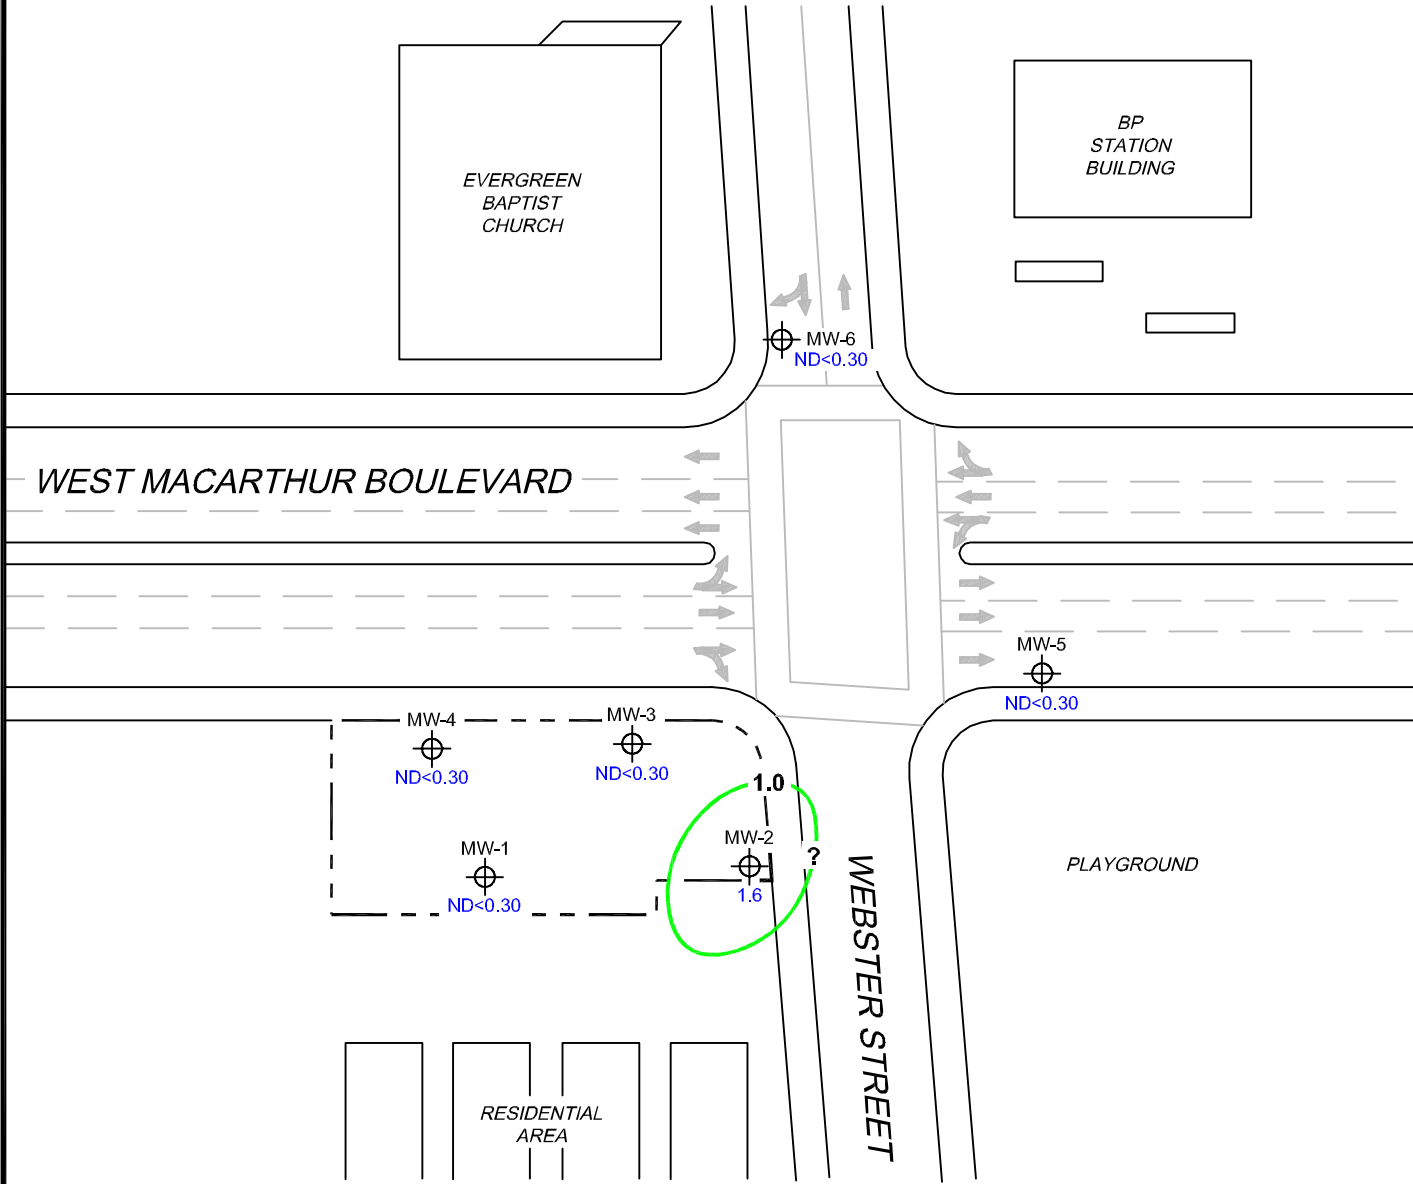 BP
STATION
BUILDING
EVERGREEN
BAPTIST
CHURCH
MW-6
ND<0.30
WEST MACARTHUR BOULEVARD
MW-5
ND<0.30
MW-4
ND<0.30
MW-3
ND<0.30
1.0
MW-2
1.6
?
MW-1
ND<0.30
PLAYGROUND
WEBSTER STREET
RESIDENTIAL
AREA